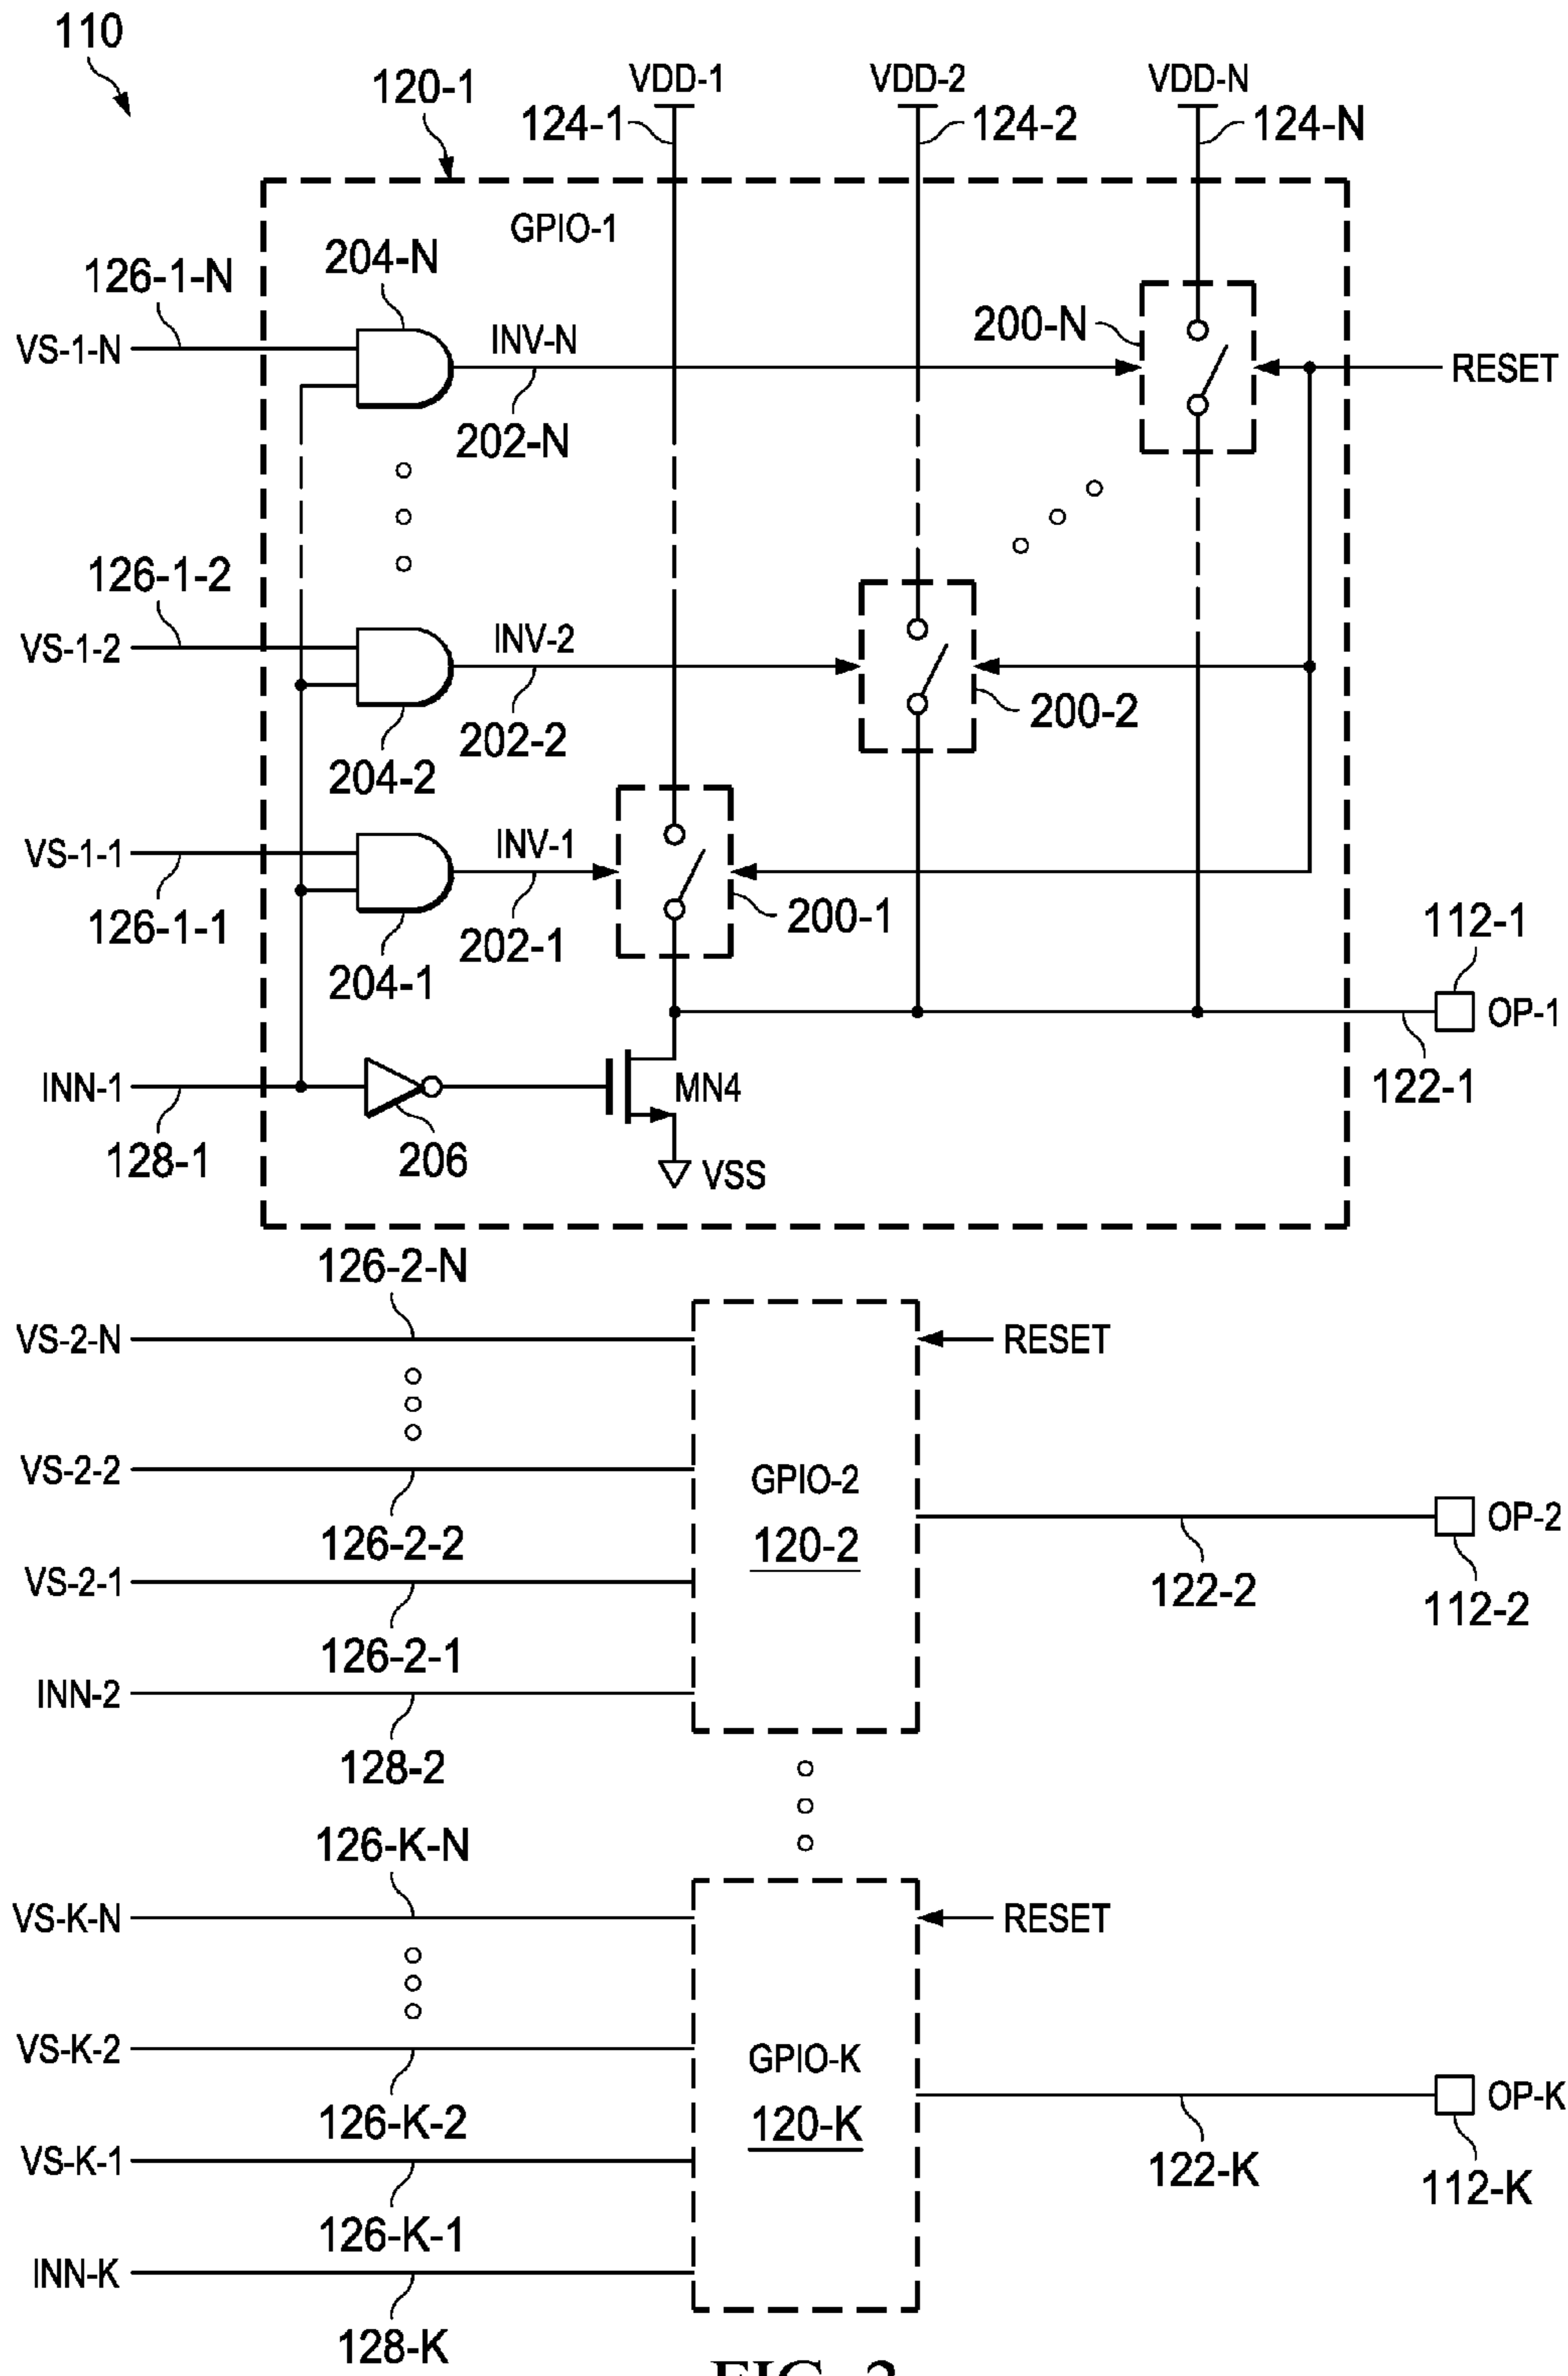 110
120-1
VDD-1
VDD-2
VDD-N
124-1
124-2
124-N
GPIO-1
126-1-N
204-N
VS-1-N
INV-N
200-N
RESET
202-N
126-1-2
VS-1-2
INV-2
202-2
200-2
204-2
VS-1-1
INV-1
126-1-1
202-1
200-1
204-1
112-1
OP-1
INN-1
MN4
122-1
128-1
206
VSS
126-2-N
VS-2-N
RESET
VS-2-2
GPIO-2
126-2-2
120-2
OP-2
VS-2-1
122-2
112-2
126-2-1
INN-2
128-2
126-K-N
VS-K-N
RESET
VS-K-2
GPIO-K
126-K-2
120-K
OP-K
VS-K-1
122-K
112-K
126-K-1
INN-K
128-K